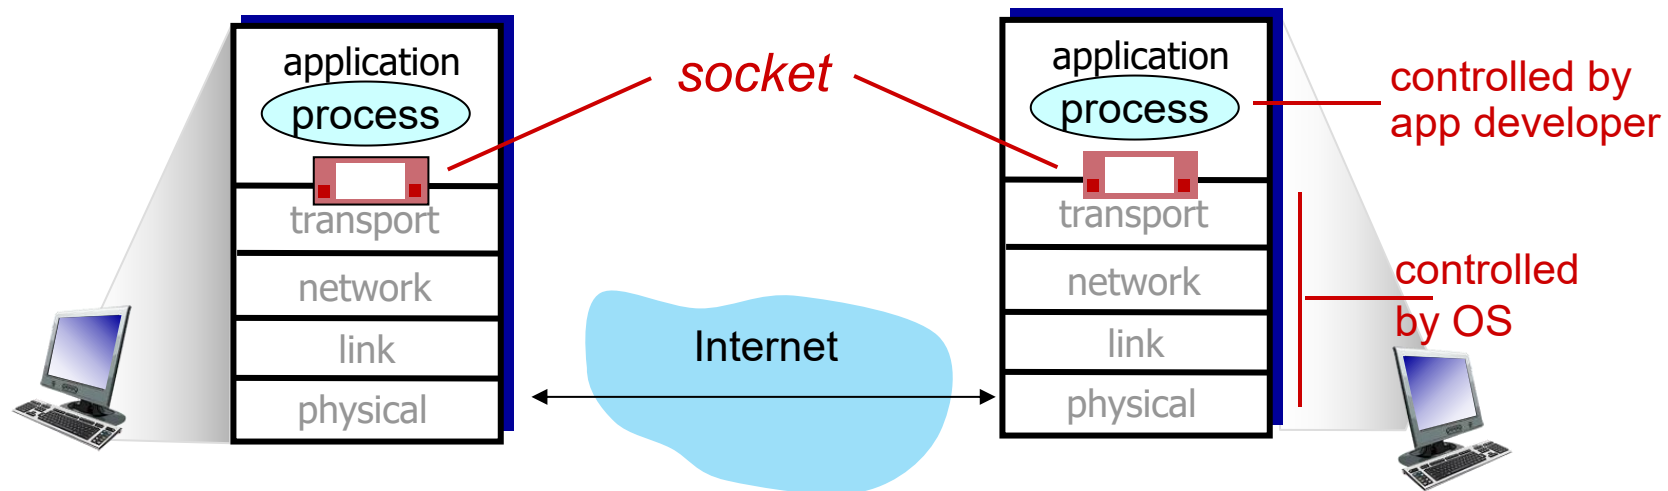 application
process
transport
network
link
physical
socket
Internet
application
process
transport
network
link
physical
controlled by
app developer
controlled
by OS